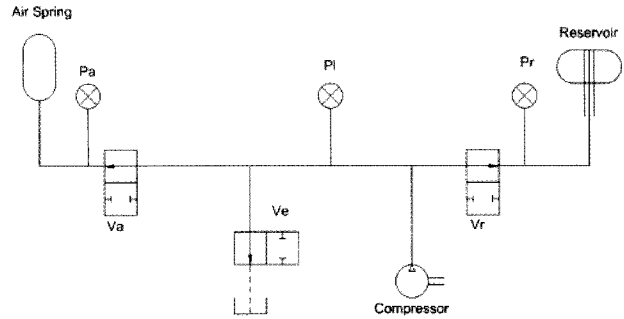 Air Spring
Reservoir
Pa
Pl
Pr
Va
Ve
Vr
Compressor